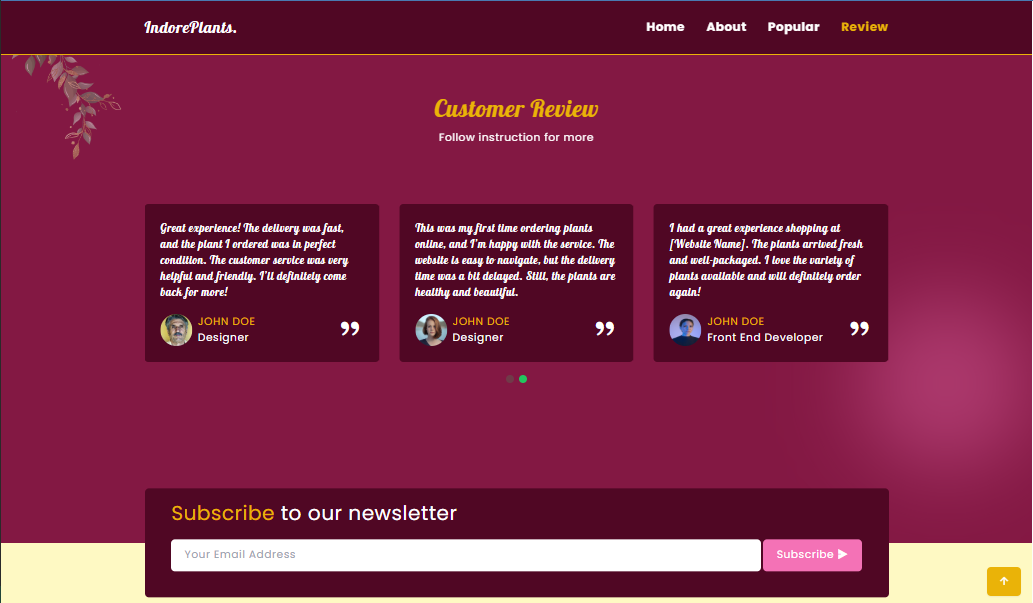 IndorePlants.
Home About Popular Review
Customer Review
Follow instruction for more
Great experience! The delivery was fast,
and the plant I ordered was in perfect
condition. The customer service was very
helpful and friendly. I'll definitely come
back for more!
JOHN DOE
Designer
This was my first time ordering plants
online, and I'm happy with the service. The
website is easy to navigate, but the delivery
time was a bit delayed. Still, the plants are
healthy and beautiful.
JOHN DOE
Designer
I had a great experience shopping at
[Website Name]. The plants arrived fresh
and well-packaged. I love the variety of
plants available and will definitely order
again!
JOHN DOE
Front End Developer
Subscribe to our newsletter
Your Email Address
Subscribe